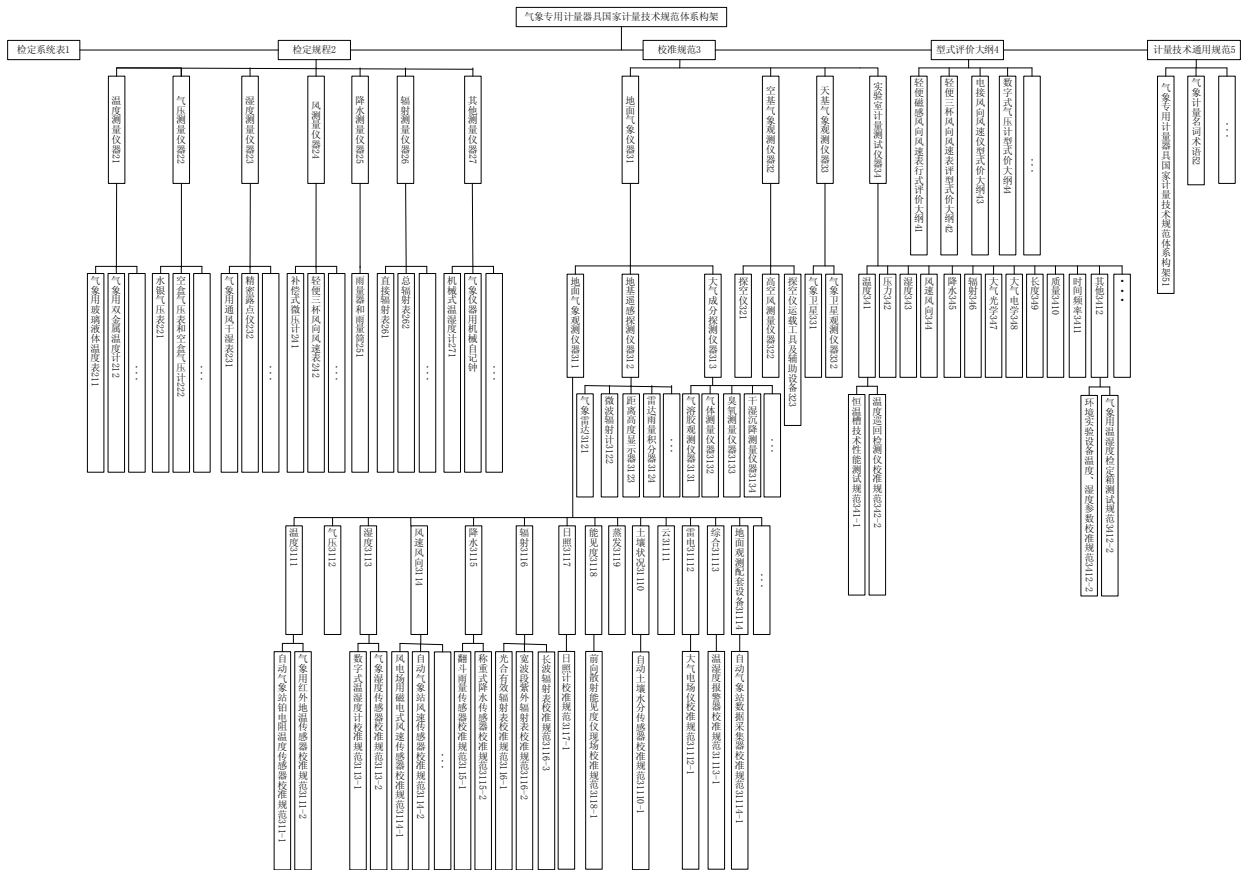 气象专用计量器具国家计量技术规范体系构架
检定系统表1
检定规程2
校准规范3
型式评价大纲4
计量技术通用规范5
温度测量仪器21
气压测量仪器22
湿度测量仪器23
风测量仪器24
降水测量仪器25
辐射测量仪器26
其他测量仪器27
地面气象仪器31
空基气象观测仪器32
天基气象观测仪器33
实验室计量测试仪器34
轻便磁感风向风速表行式评价大纲41
轻便三杯风向风速表评型式价大纲42
电接风向风速仪型式价大纲43
数字式气压计型式价大纲44
...
气象专用计量器具国家计量技术规范体系构架51
气象计量名词术语52
...
气象用玻璃液体温度表211
气象用双金属温度计212
...
水银气压表221
空盒气压表和空盒气压计222
...
气象用通风干湿表231
精密露点仪232
...
补偿式微压计241
轻便三杯风向风速表242
...
雨量器和雨量筒251
直接辐射表261
总辐射表262
...
机械式温湿度计271
气象仪器用机械自记钟
...
地面气象观测仪器311
地基遥感探测仪器312
大气成分探测仪器313
探空仪321
高空风测量仪器322
探空仪运载工具及辅助设备323
气象卫星331
气象卫星观测仪器332
温度341
压力342
湿度343
风速风向344
降水345
辐射346
大气光学347
大气电学348
长度349
质量3410
时间频率3411
其他3412
...
气象雷达3121
微波辐射计3122
距离高度显示器3123
雷达雨量积分器3124
...
气溶胶观测仪器3131
气体测量仪器3132
臭氧测量仪器3133
干湿沉降测量仪器3134
...
恒温槽技术性能测试规范341-1
温度巡回检测仪校准规范342-2
环境实验设备温度、湿度参数校准规范3412-2
气象用温湿度检定箱测试规范3412-2
温度3111
气压3112
湿度3113
风速风向3114
降水3115
辐射3116
日照3117
能见度3118
蒸发3119
土壤状况31110
云31111
雷电31112
综合31113
地面观测配套设备31114
...
自动气象站铂电阻温度传感器校准规范311-1
气象用红外地温传感器校准规范3111-2
数字式温湿度计校准规范3113-1
气象湿度传感器校准规范3113-2
风电场用磁电式风速传感器校准规范3114-1
自动气象站风速传感器校准规范3114-2
...
翻斗雨量传感器校准规范3115-1
称重式降水传感器校准规范3115-2
光合有效辐射表校准规范3116-1
宽波段紫外辐射表校准规范3116-2
长波辐射表校准规范3116-3
日照计校准规范3117-1
前向散射能见度仪现场校准规范3118-1
自动土壤水分传感器校准规范31110-1
大气电场仪校准规范31112-1
温湿度报警器校准规范31113-1
自动气象站数据采集器校准规范31114-1